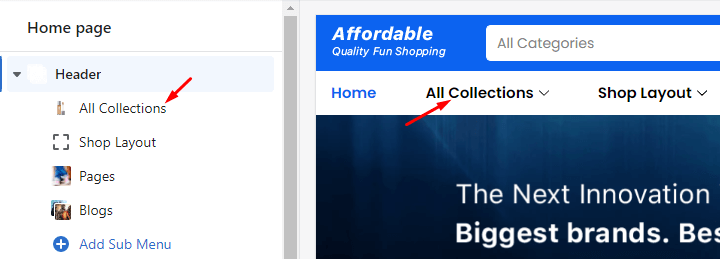 Home page
Header
All Collections
Shop Layout
Pages
Blogs
Add Sub Menu
Affordable
Quality Fun Shopping
All Categories
Home All Collections Shop Layout
The Next Innovation
Biggest brands. Bes